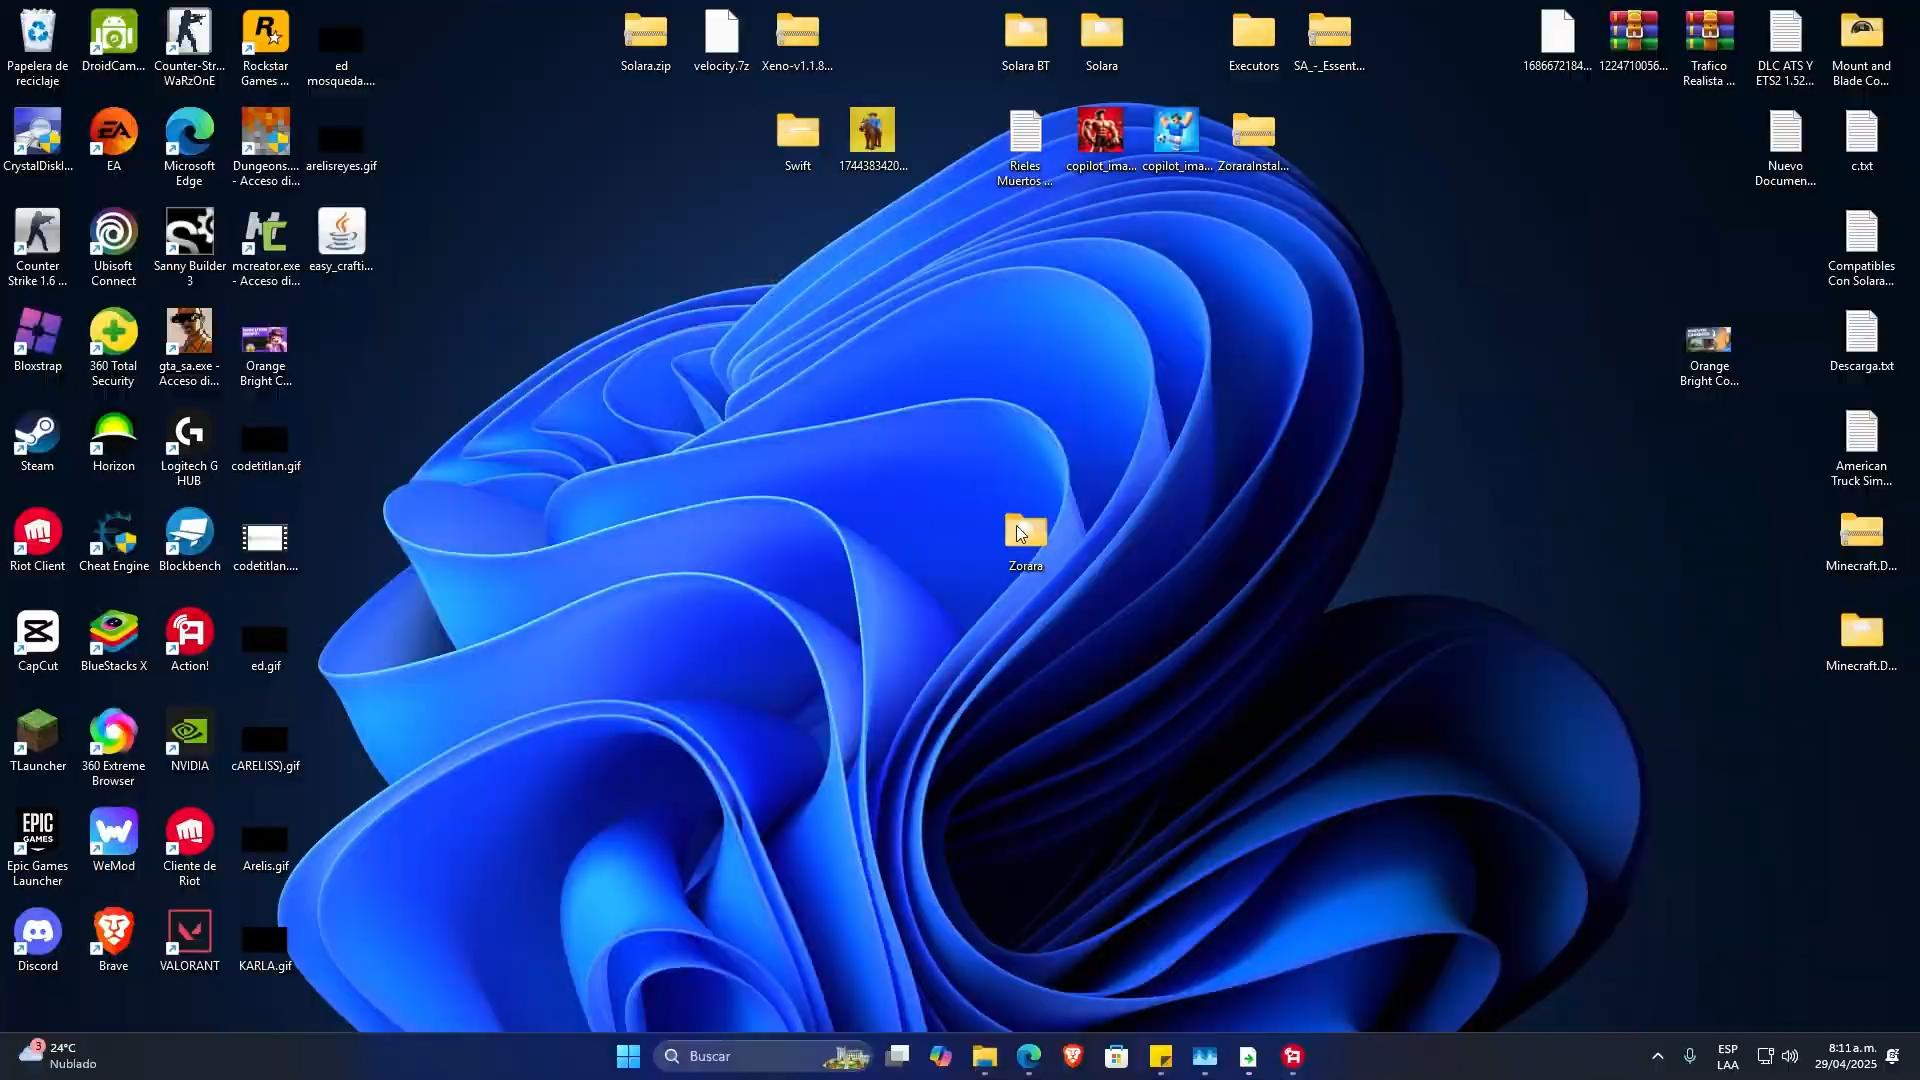 Papelera de
reciclaje
DroidCam...
Counter-Str...
WaRzOnE
Rockstar
Games ...
ed
mosqueda....
Solara.zip
velocity.7z
Xeno-v1.1.8...
Solara BT
Solara
Executors
SA_-_Essent...
1686672184...
1224710056...
Trafico
Realista ...
DLC ATS Y
ETS2 1.52...
Mount and
Blade Co...
CrystalDiskI...
EA
Microsoft
Edge
Dungeons....
- Acceso di...
arelisreyes.gif
Swift
1744383420...
Rieles
Muertos ...
copilot_ima...
copilot_ima...
ZoraraInstal...
Nuevo
Documen...
c.txt
Counter
Strike 1.6 ...
Ubisoft
Connect
Sanny Builder
3
mcreator.exe
- Acceso di...
easy_crafti...
Compatibles
Con Solara...
Bloxstrap
360 Total
Security
gta_sa.exe -
Acceso di...
Orange
Bright C...
Orange
Bright Co...
Descarga.txt
Steam
Horizon
Logitech G
HUB
codetitlan.gif
American
Truck Sim...
Riot Client
Cheat Engine
Blockbench
codetitlan....
Zorara
Minecraft.D...
CapCut
BlueStacks X
Action!
ed.gif
Minecraft.D...
TLauncher
360 Extreme
Browser
NVIDIA
cARELISS).gif
EPIC
GAMES
Epic Games
Launcher
WeMod
Cliente de
Riot
Arelis.gif
Discord
Brave
VALORANT
KARLA.gif
3
24°C
Nublado
Buscar
ESP
LAA
8:11 a. m.
29/04/2025